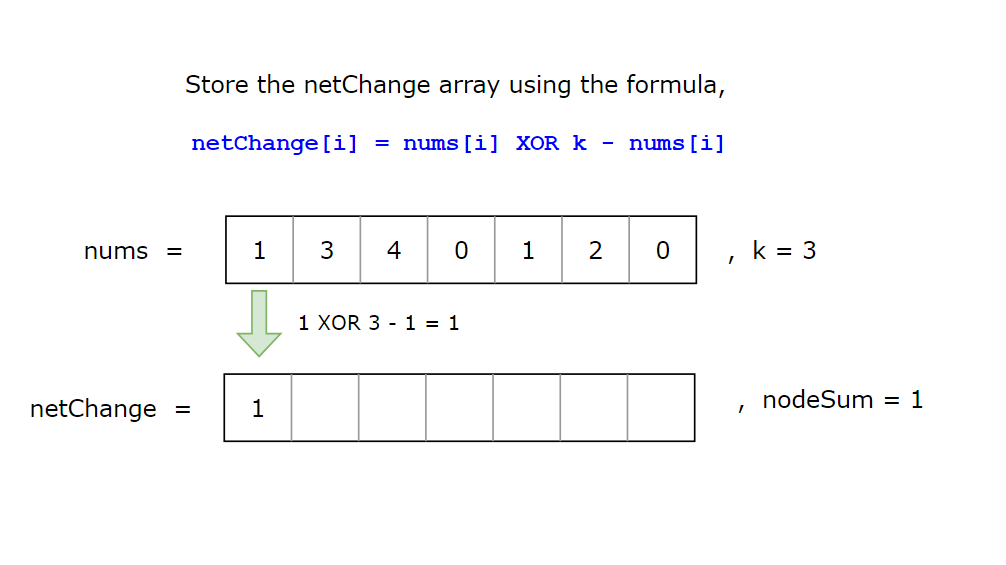 Store the netChange array using the formula,
netChange[i] = nums[i] XOR k - nums[i]
nums = 1 3 4 0 1 2 0 , k = 3
1 XOR 3 - 1 = 1
netChange = 1 , nodeSum = 1